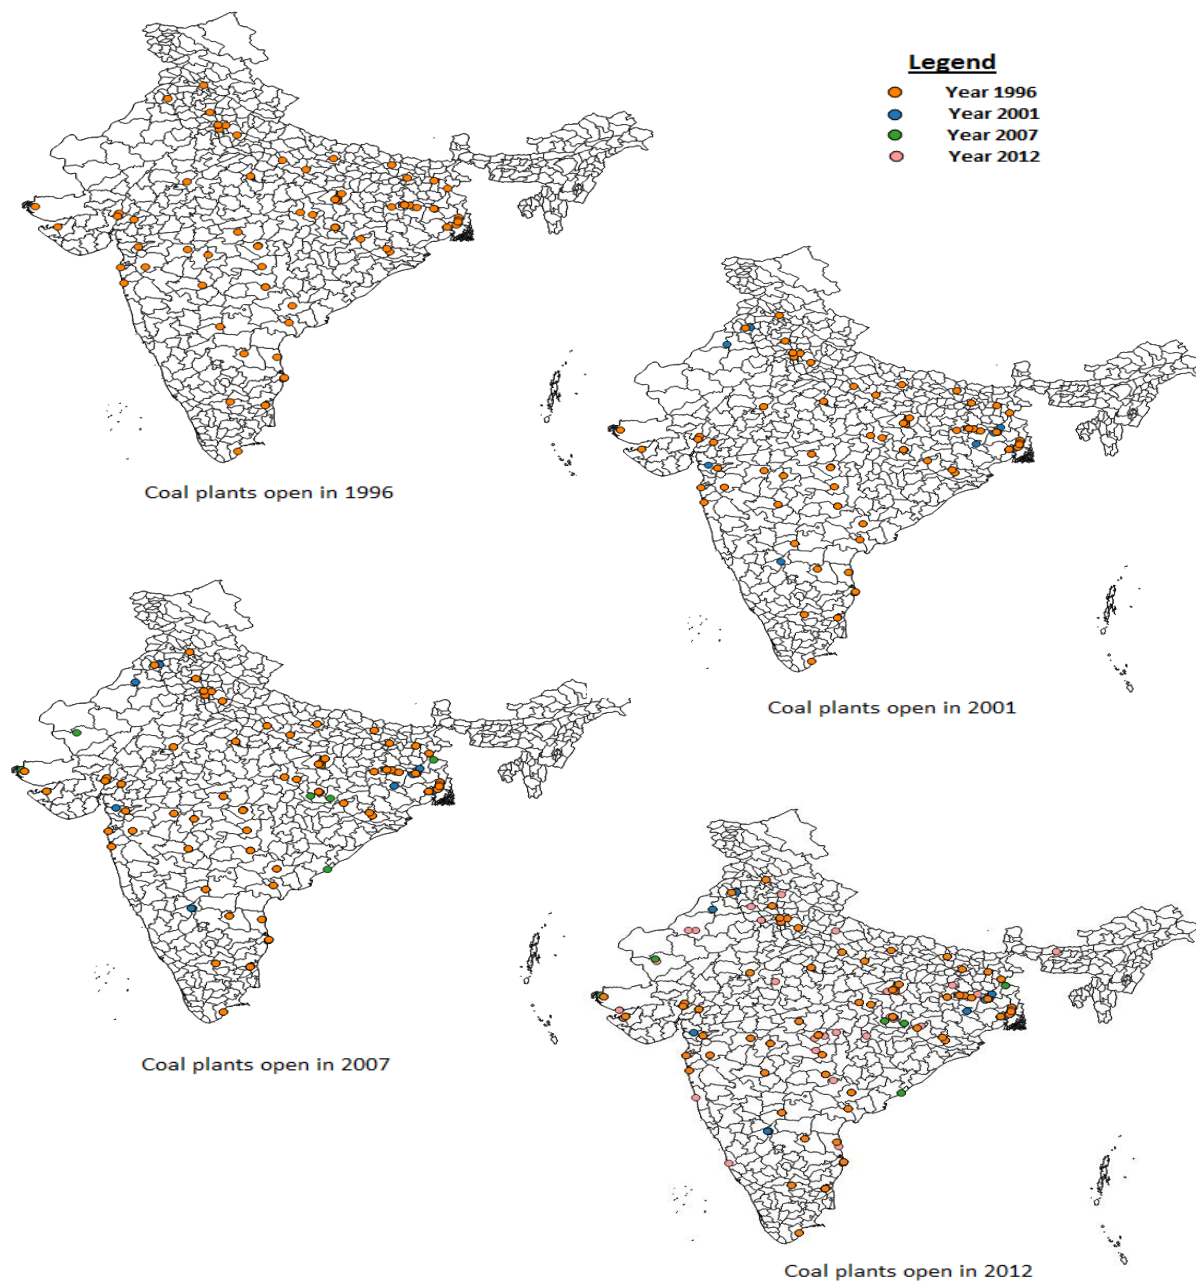 Legend
Year 1996
Year 2001
Year 2007
Year 2012
Coal plants open in 1996
Coal plants open in 2001
Coal plants open in 2007
Coal plants open in 2012